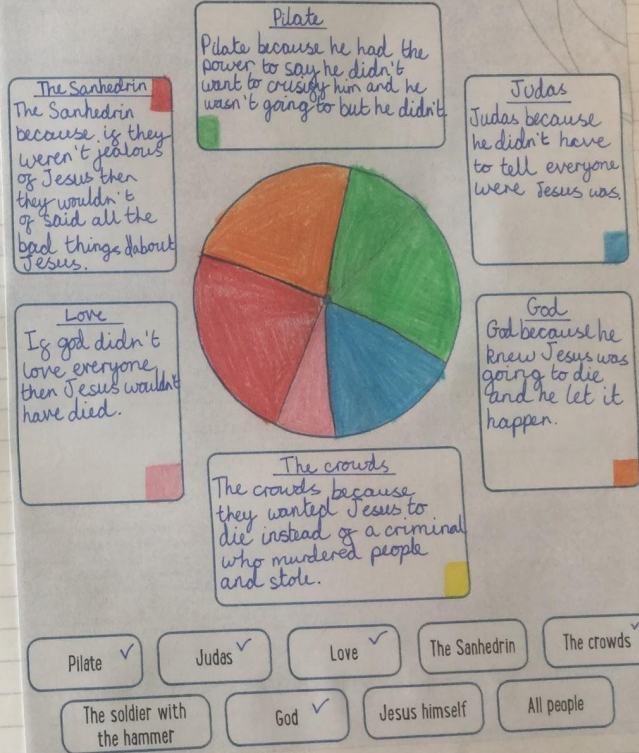 Pilate
Pilate because he had the
power to say he didn't
want to crusify him and he
wasn't going to but he didn't.
The Sanhedrin
The Sanhedrin
because if they
weren't jealous
of Jesus then
they wouldn't
of said all the
bad things about
Jesus.
Judas
Judas because
he didn't have
to tell everyone
were Jesus was.
Love
If god didn't
love everyone
then Jesus wouldn't
have died.
God
God because he
knew Jesus was
going to die
and he let it
happen.
The crowds
The crowds because
they wanted Jesus to
die instead of a criminal
who murdered people
and stole.
Pilate
Judas
Love
The Sanhedrin
The crowds
The soldier with
the hammer
God
Jesus himself
All people